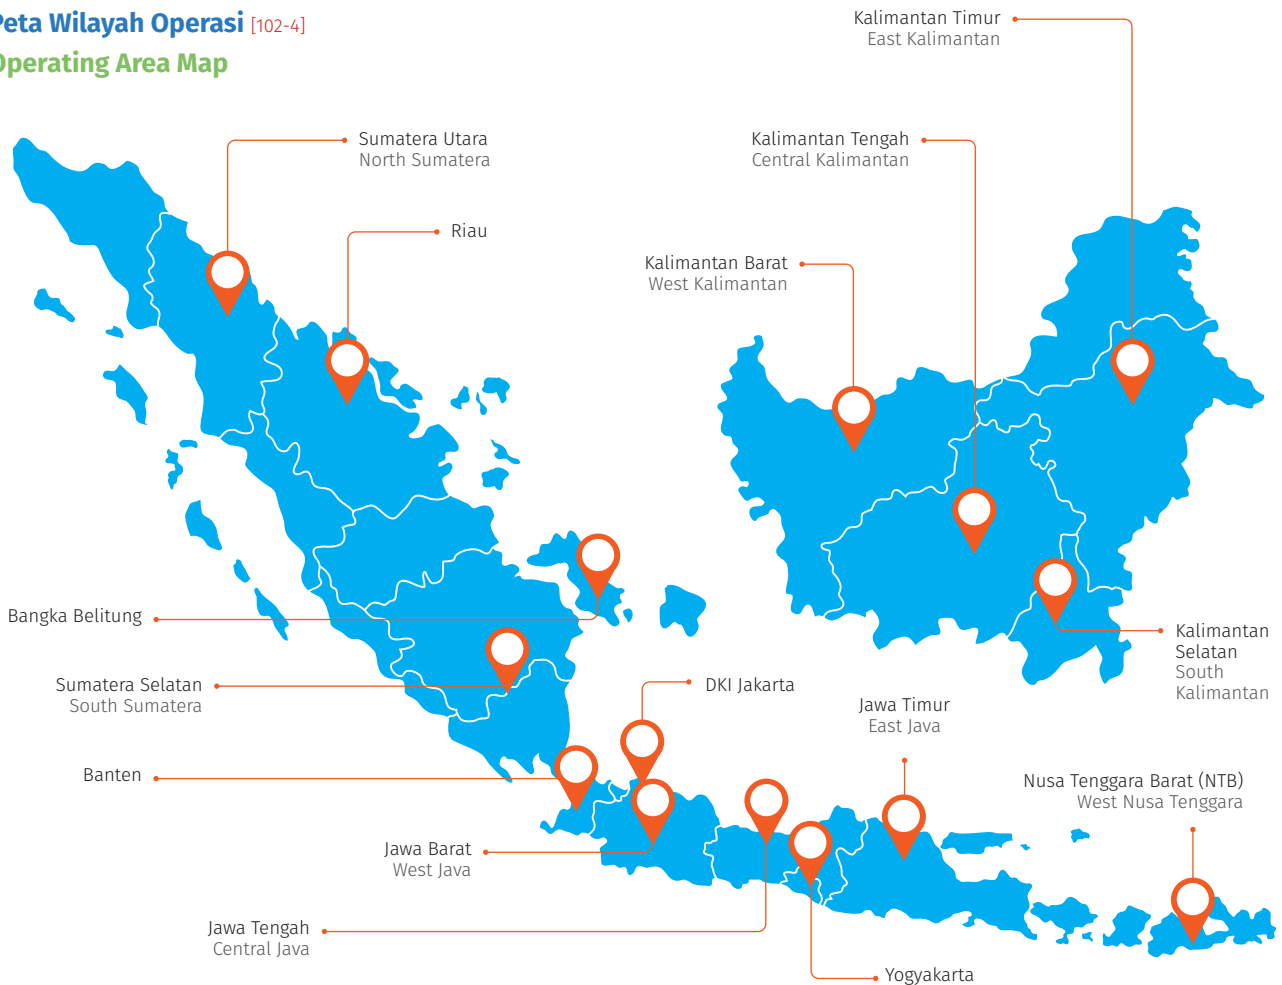 Peta Wilayah Operasi [102-4]
Operating Area Map
Kalimantan Timur
East Kalimantan
Sumatera Utara
North Sumatera
Kalimantan Tengah
Central Kalimantan
Riau
Kalimantan Barat
West Kalimantan
Bangka Belitung
Kalimantan
Selatan
South
Kalimantan
Sumatera Selatan
South Sumatera
DKI Jakarta
Jawa Timur
East Java
Banten
Nusa Tenggara Barat (NTB)
West Nusa Tenggara
Jawa Barat
West Java
Jawa Tengah
Central Java
Yogyakarta